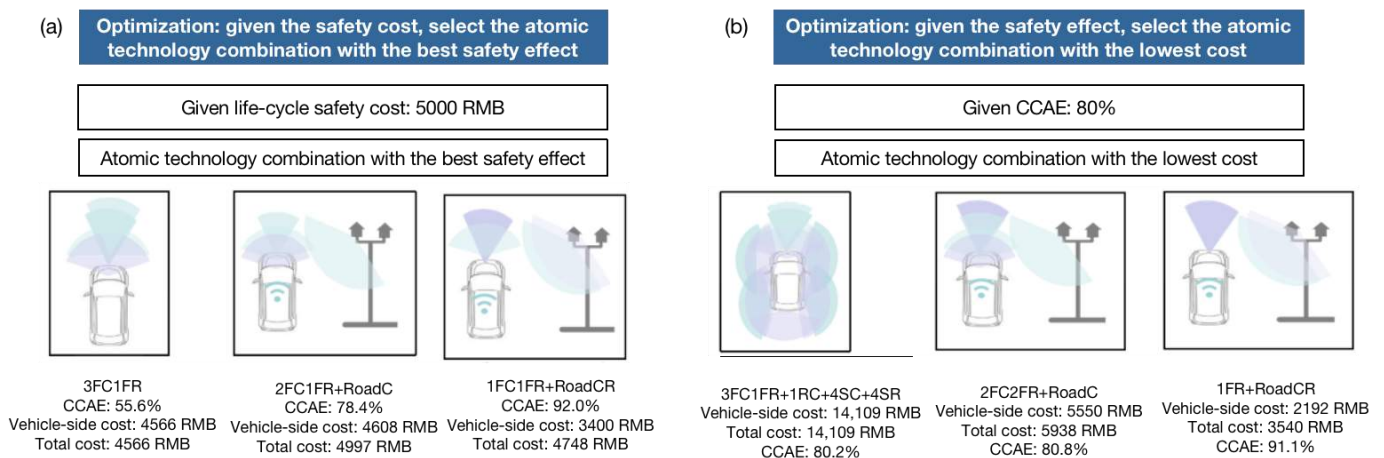 (a)
Optimization: given the safety cost, select the atomic
technology combination with the best safety effect
Given life-cycle safety cost: 5000 RMB
Atomic technology combination with the best safety effect
3FC1FR
CCAE: 55.6%
Vehicle-side cost: 4566 RMB
Total cost: 4566 RMB
2FC1FR+RoadC
CCAE: 78.4%
Vehicle-side cost: 4608 RMB
Total cost: 4997 RMB
1FC1FR+RoadCR
CCAE: 92.0%
Vehicle-side cost: 3400 RMB
Total cost: 4748 RMB
(b)
Optimization: given the safety effect, select the atomic
technology combination with the lowest cost
Given CCAE: 80%
Atomic technology combination with the lowest cost
3FC1FR+1RC+4SC+4SR
Vehicle-side cost: 14,109 RMB
Total cost: 14,109 RMB
CCAE: 80.2%
2FC2FR+RoadC
Vehicle-side cost: 5550 RMB
Total cost: 5938 RMB
CCAE: 80.8%
1FR+RoadCR
Vehicle-side cost: 2192 RMB
Total cost: 3540 RMB
CCAE: 91.1%